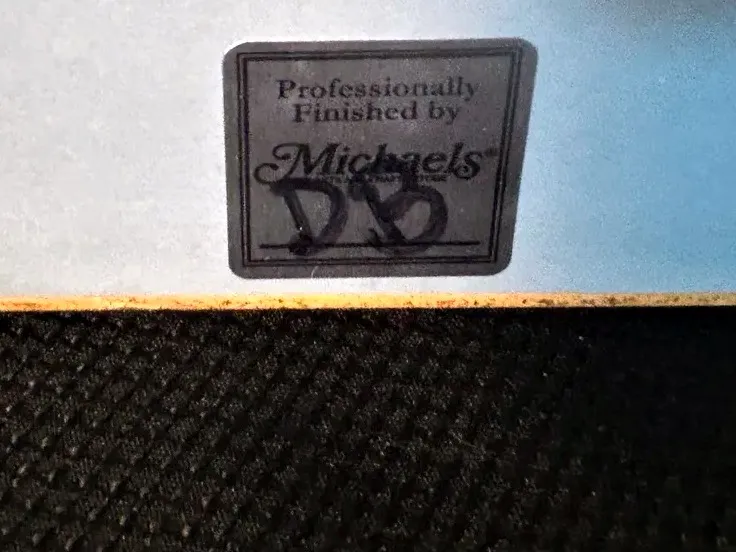 Professionally
Finished by
Michaels®
DB